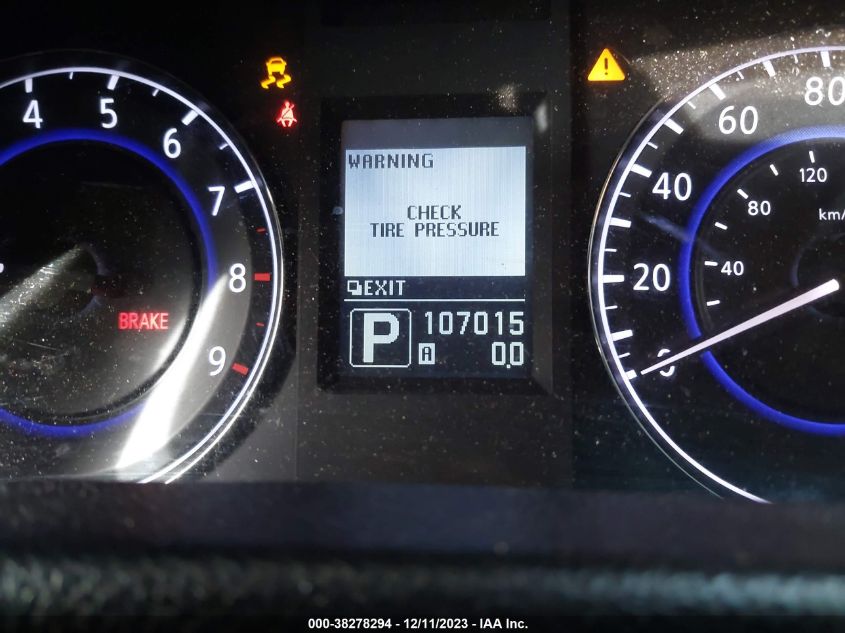 4
5
6
7
8
9
BRAKE
WARNING
CHECK
TIRE PRESSURE
EXIT
P
107015
A
0.0
0
20
40
60
80
40
80
120
km/
000-38278294 - 12/11/2023 - IAA Inc.